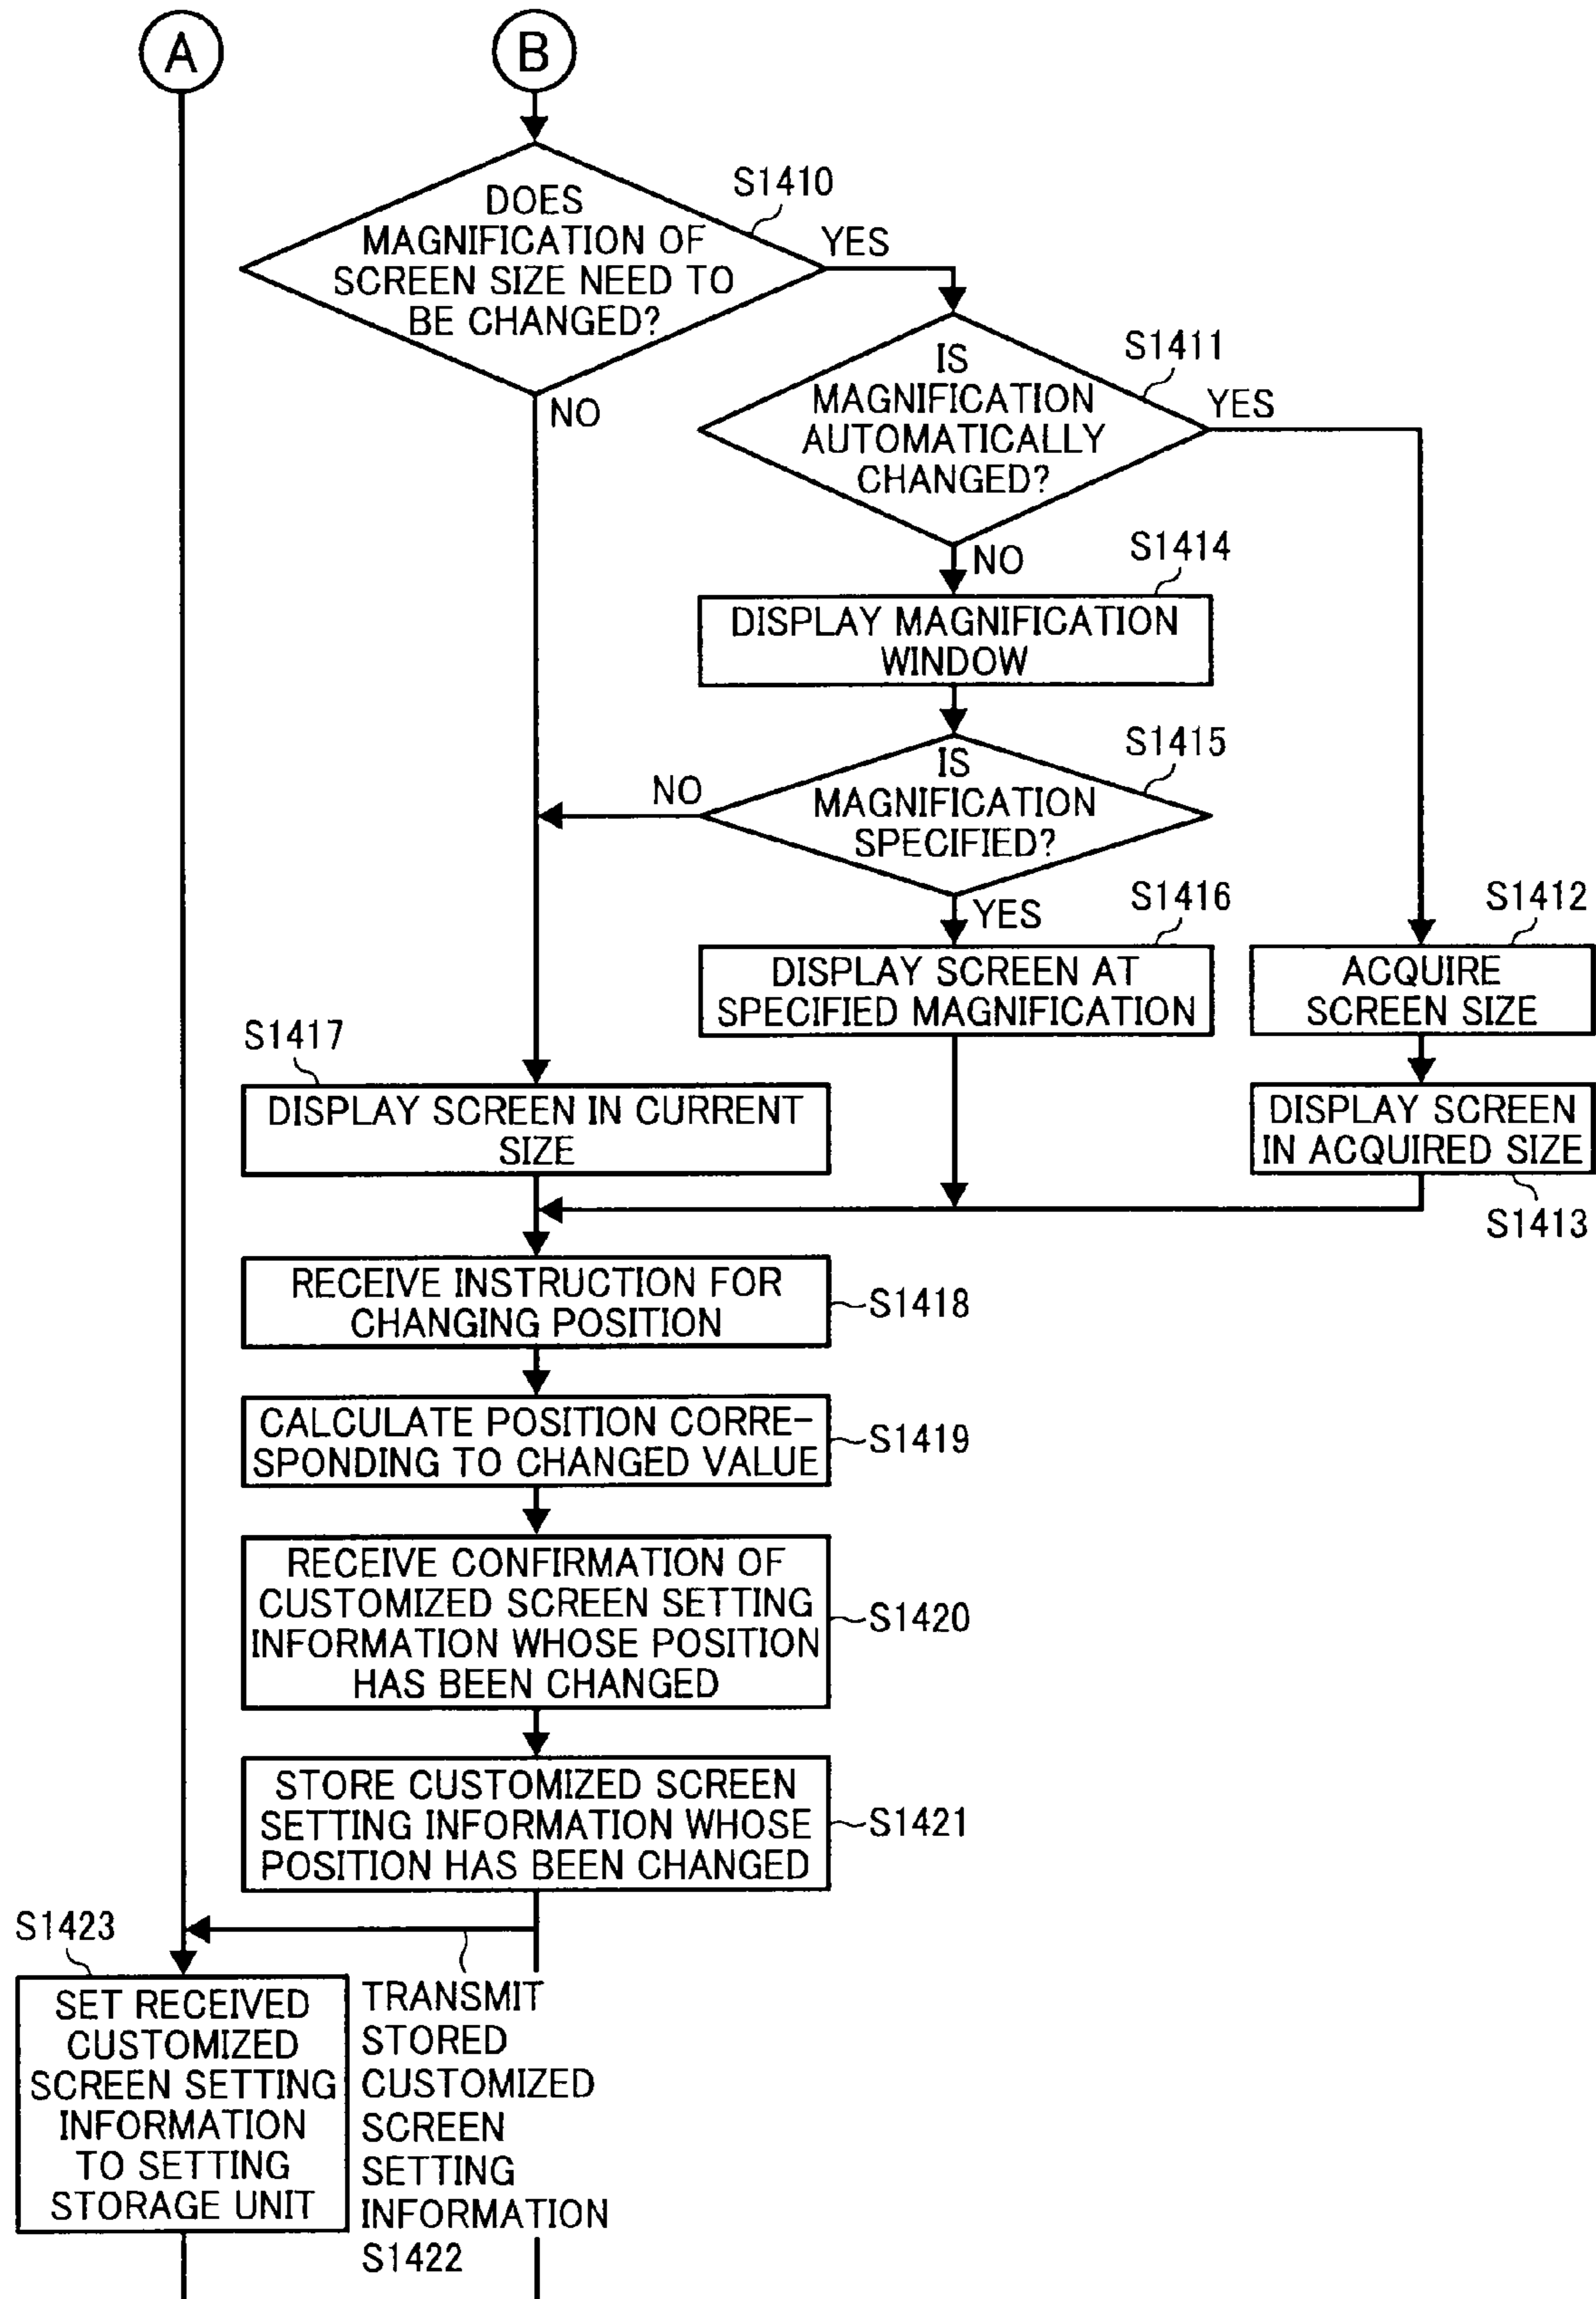 A
B
S1410
DOES
MAGNIFICATION OF
SCREEN SIZE NEED TO
BE CHANGED?
YES
NO
S1411
IS
MAGNIFICATION
AUTOMATICALLY
CHANGED?
YES
NO
S1414
DISPLAY MAGNIFICATION
WINDOW
S1415
IS
MAGNIFICATION
SPECIFIED?
NO
YES
S1416
DISPLAY SCREEN AT
SPECIFIED MAGNIFICATION
S1412
ACQUIRE
SCREEN SIZE
S1417
DISPLAY SCREEN IN CURRENT
SIZE
DISPLAY SCREEN
IN ACQUIRED SIZE
S1413
RECEIVE INSTRUCTION FOR
CHANGING POSITION
S1418
CALCULATE POSITION CORRE-
SPONDING TO CHANGED VALUE
S1419
RECEIVE CONFIRMATION OF
CUSTOMIZED SCREEN SETTING
INFORMATION WHOSE POSITION
HAS BEEN CHANGED
S1420
STORE CUSTOMIZED SCREEN
SETTING INFORMATION WHOSE
POSITION HAS BEEN CHANGED
S1421
S1423
SET RECEIVED
CUSTOMIZED
SCREEN SETTING
INFORMATION
TO SETTING
STORAGE UNIT
TRANSMIT
STORED
CUSTOMIZED
SCREEN
SETTING
INFORMATION
S1422